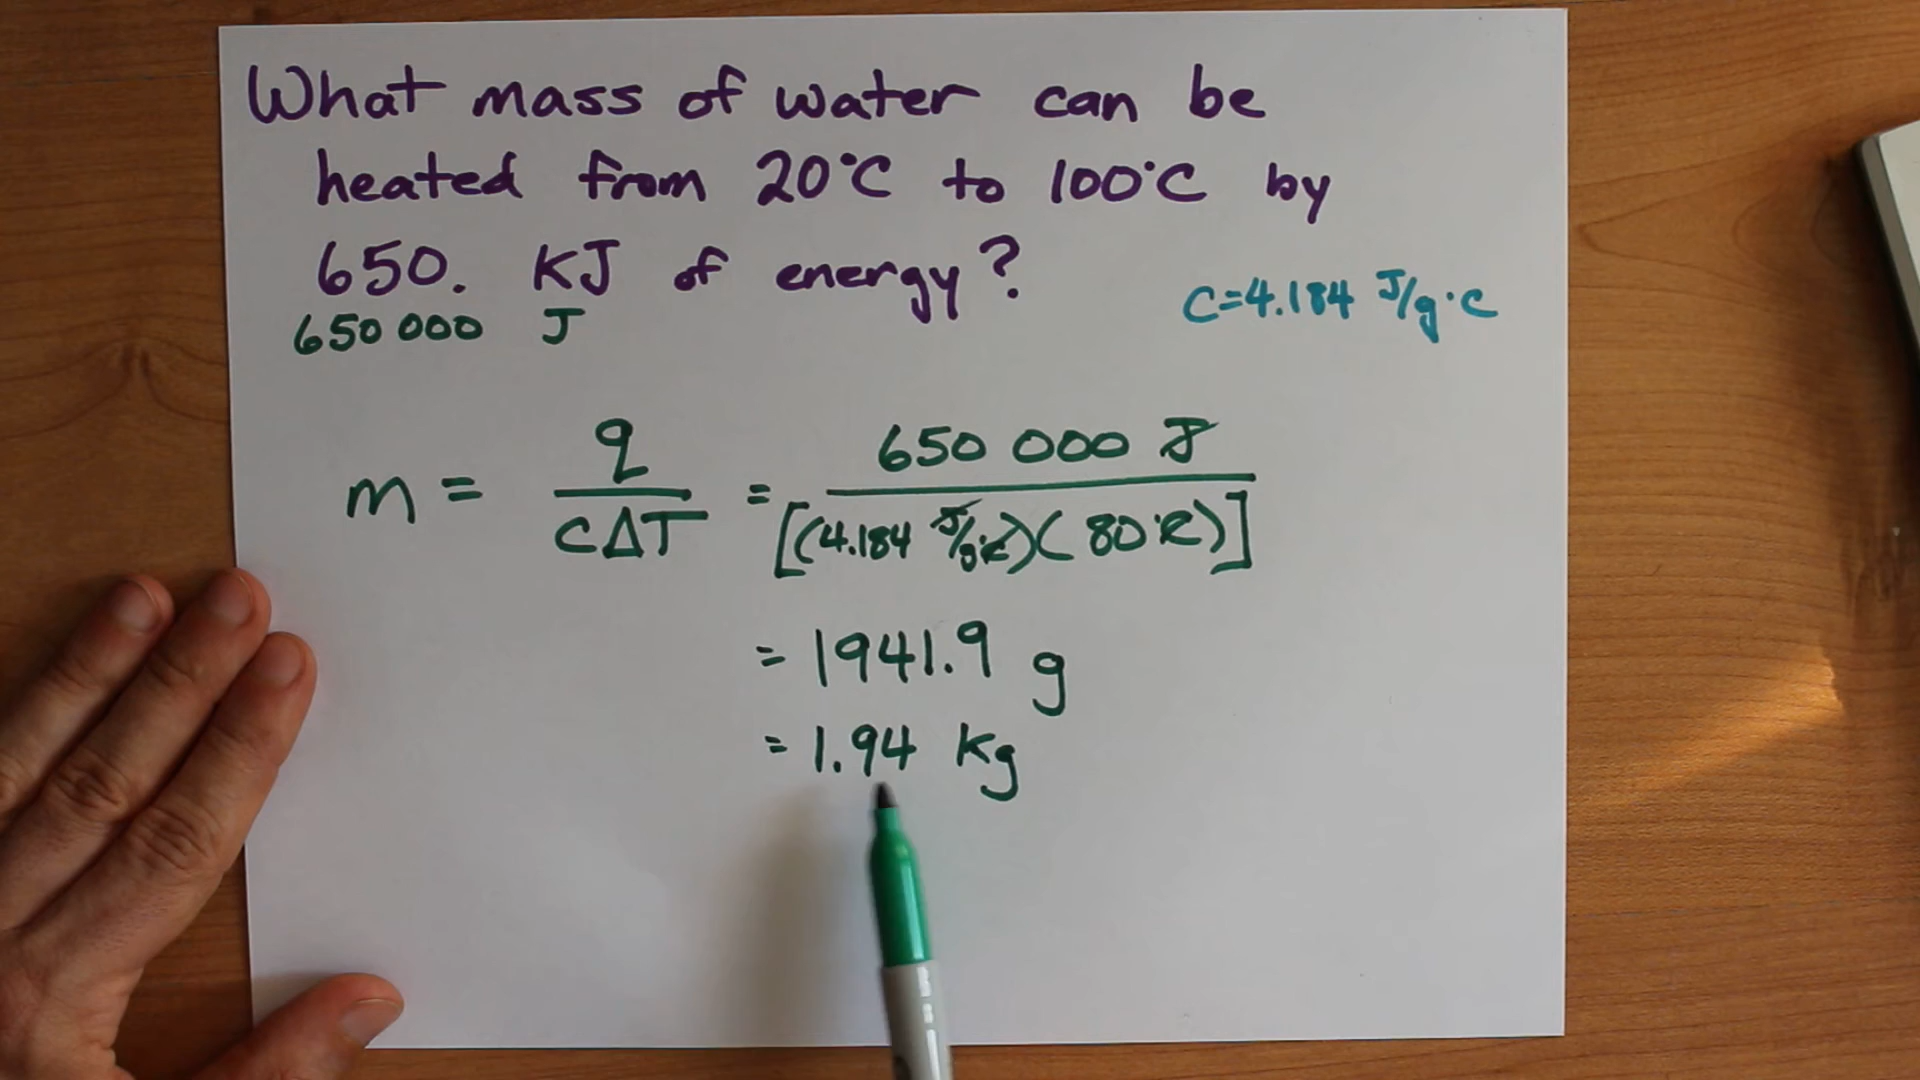 What mass of water can be
heated from 20°C to 100°C by
650. KJ of energy?
650 000 J
C=4.184 J/g·C
m = q/CΔT = 650 000 J/[(4.184 J/g·C)(80°C)]
= 1941.9 g
= 1.94 Kg